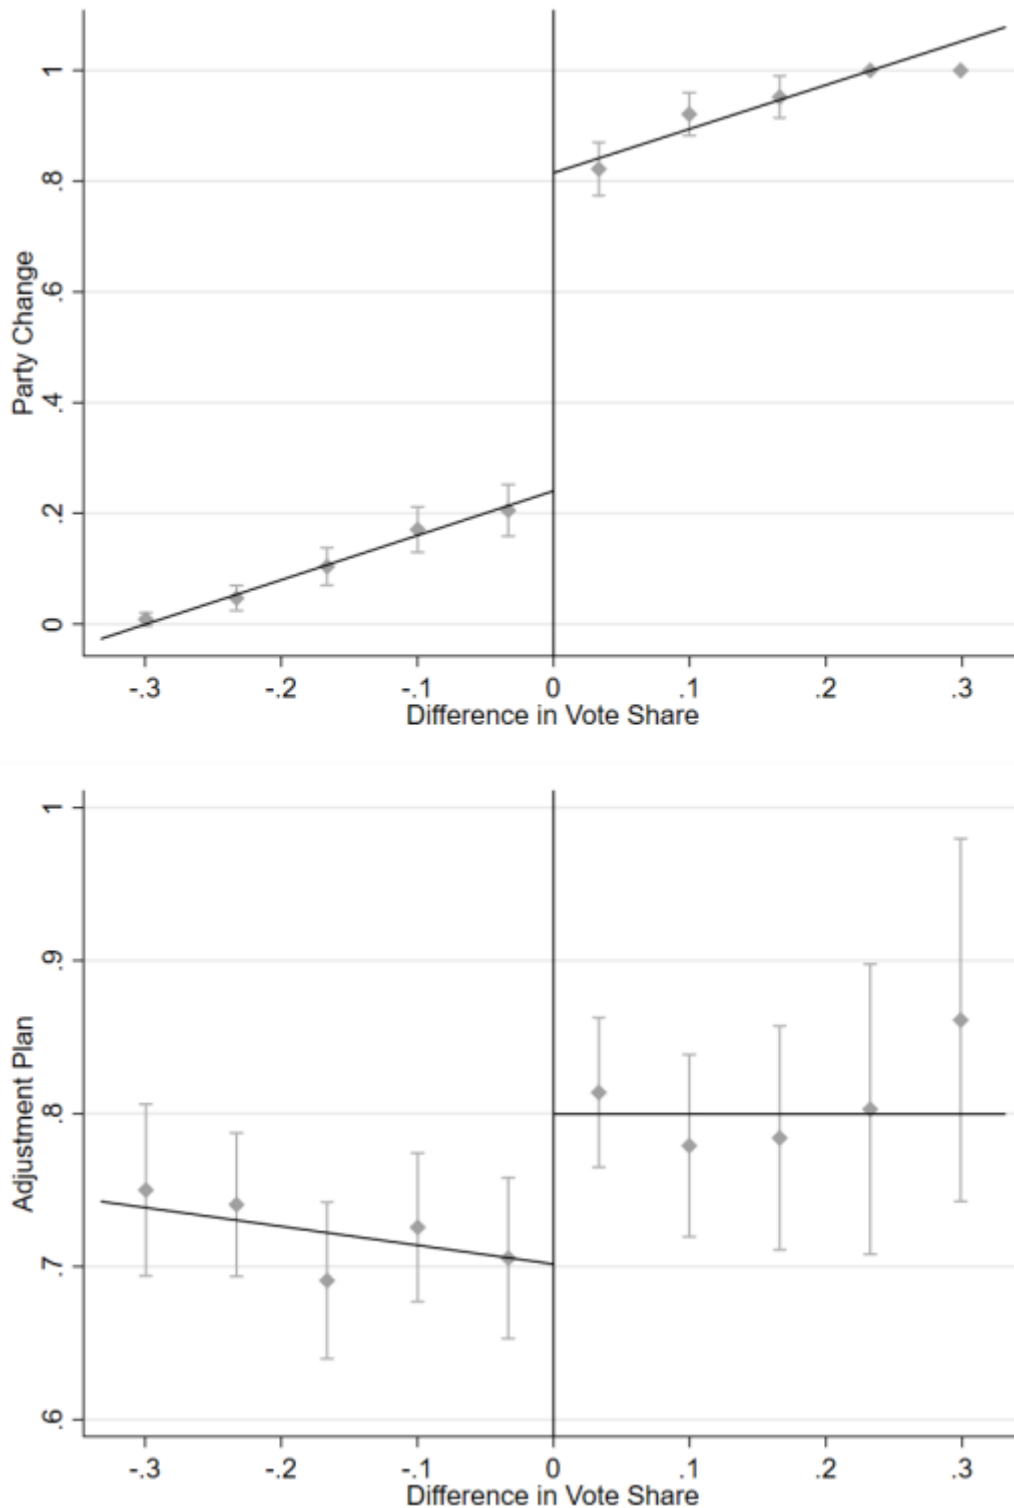 Party Change
1
.8
.6
.4
.2
0
-.3 -.2 -.1 0 .1 .2 .3
Difference in Vote Share
Adjustment Plan
1
.9
.8
.7
.6
-.3 -.2 -.1 0 .1 .2 .3
Difference in Vote Share